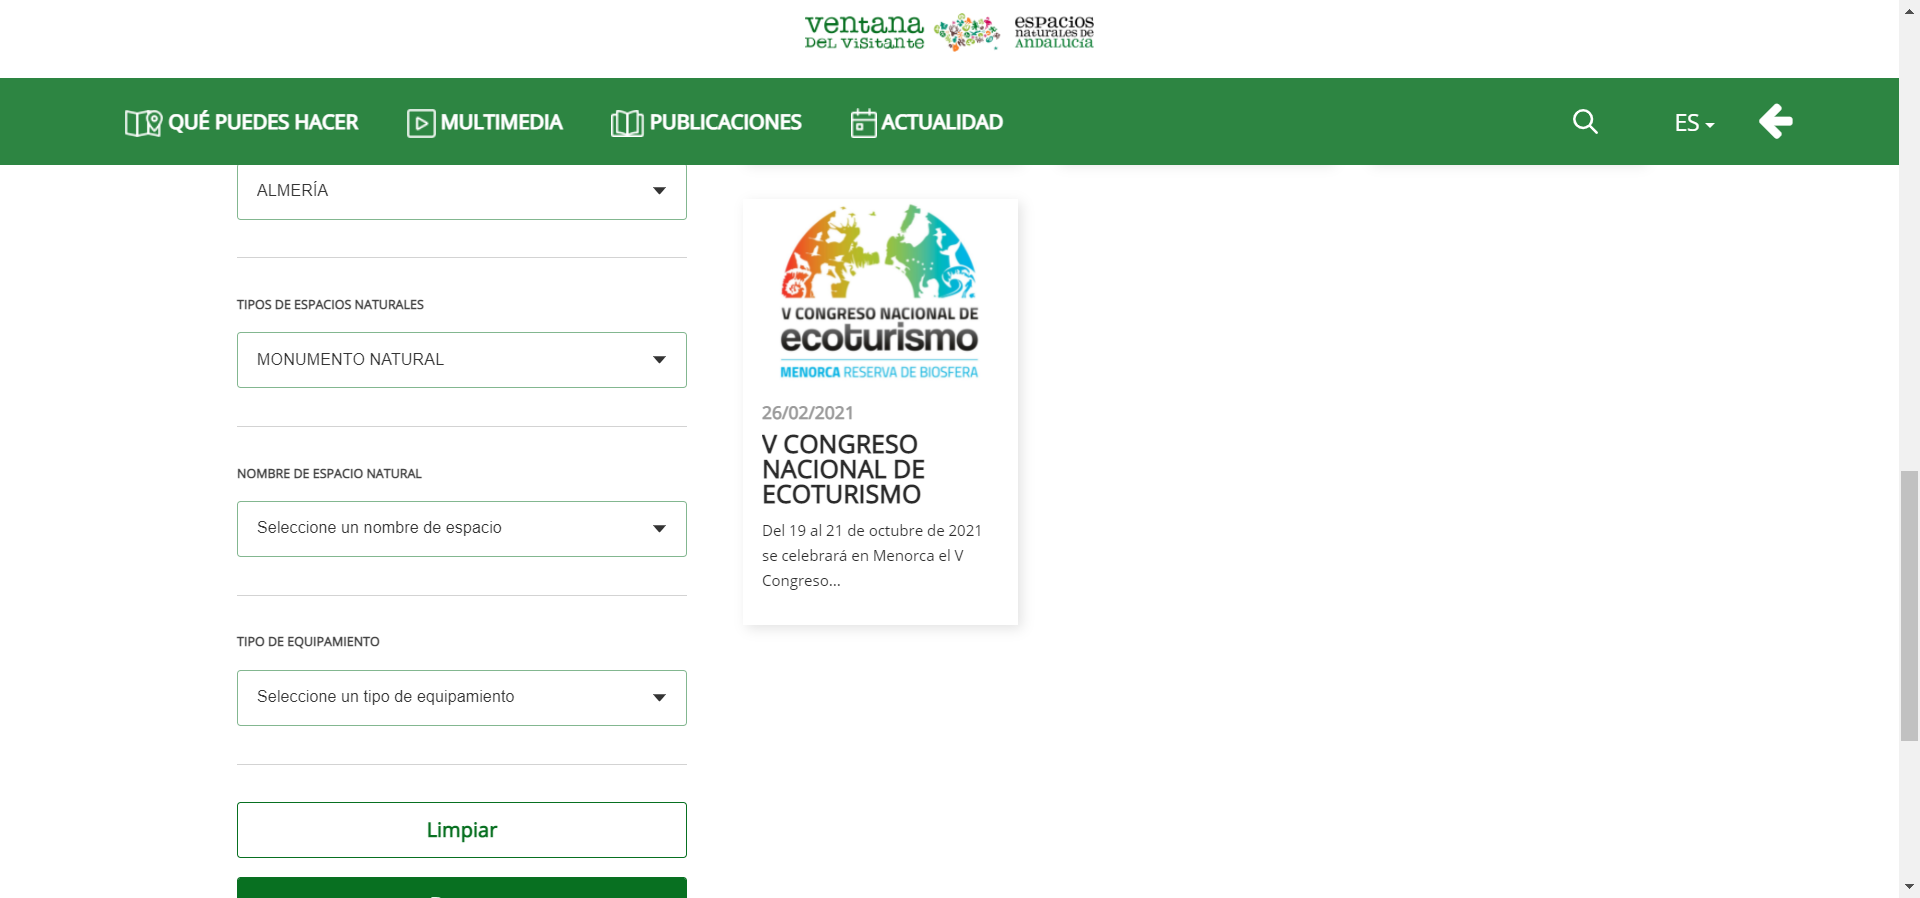 ventana
DEL VISITANTE
ESPACIOS
NATURALES DE
ANDALUCÍA
QUÉ PUEDES HACER
MULTIMEDIA
PUBLICACIONES
ACTUALIDAD
ES
ALMERÍA
TIPOS DE ESPACIOS NATURALES
MONUMENTO NATURAL
NOMBRE DE ESPACIO NATURAL
Seleccione un nombre de espacio
TIPO DE EQUIPAMIENTO
Seleccione un tipo de equipamiento
Limpiar
V CONGRESO NACIONAL DE
ecoturismo
MENORCA RESERVA DE BIOSFERA
26/02/2021
V CONGRESO
NACIONAL DE
ECOTURISMO
Del 19 al 21 de octubre de 2021
se celebrará en Menorca el V
Congreso...